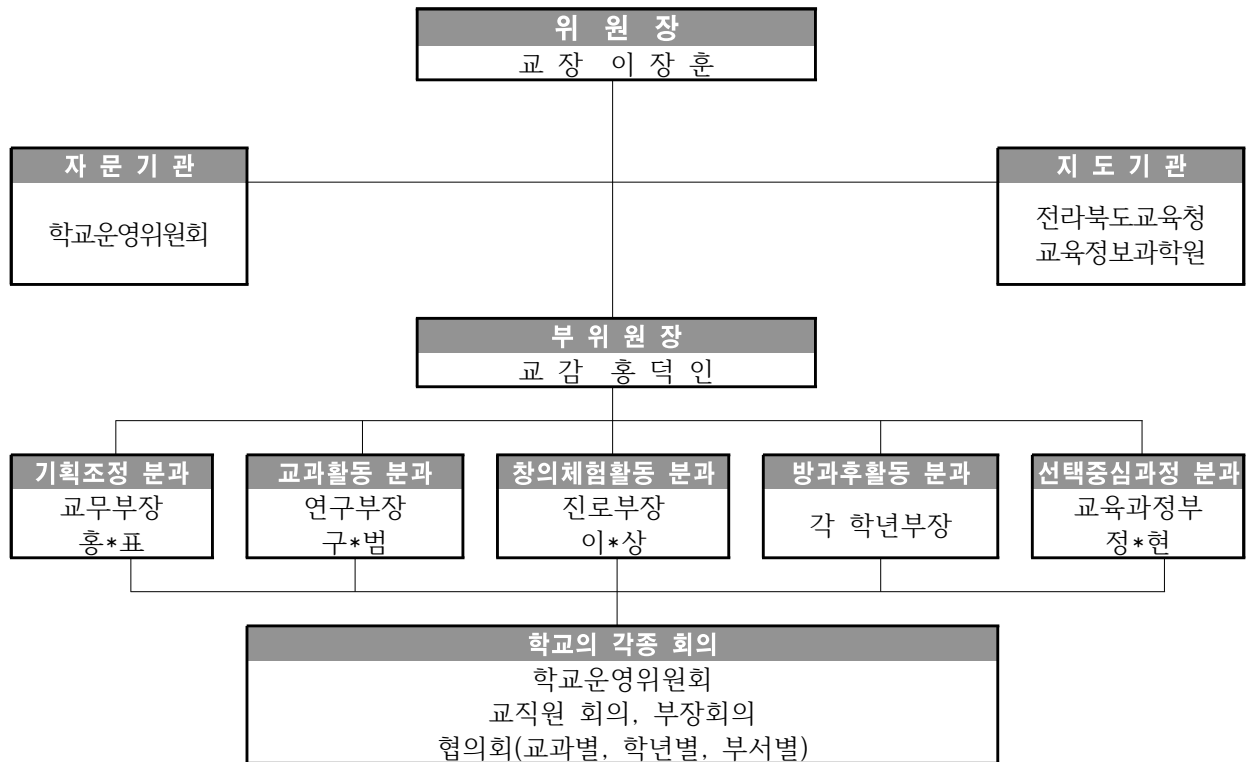 위 원 장
교 장 이 장 훈
자 문 기 관
학교운영위원회
지 도 기 관
전라북도교육청
교육정보과학원
부 위 원 장
교 감 홍 덕 인
기획조정 분과
교무부장
홍*표
교과활동 분과
연구부장
구*범
창의체험활동 분과
진로부장
이*상
방과후활동 분과
각 학년부장
선택중심과정 분과
교육과정부
정*현
학교의 각종 회의
학교운영위원회
교직원 회의, 부장회의
협의회(교과별, 학년별, 부서별)